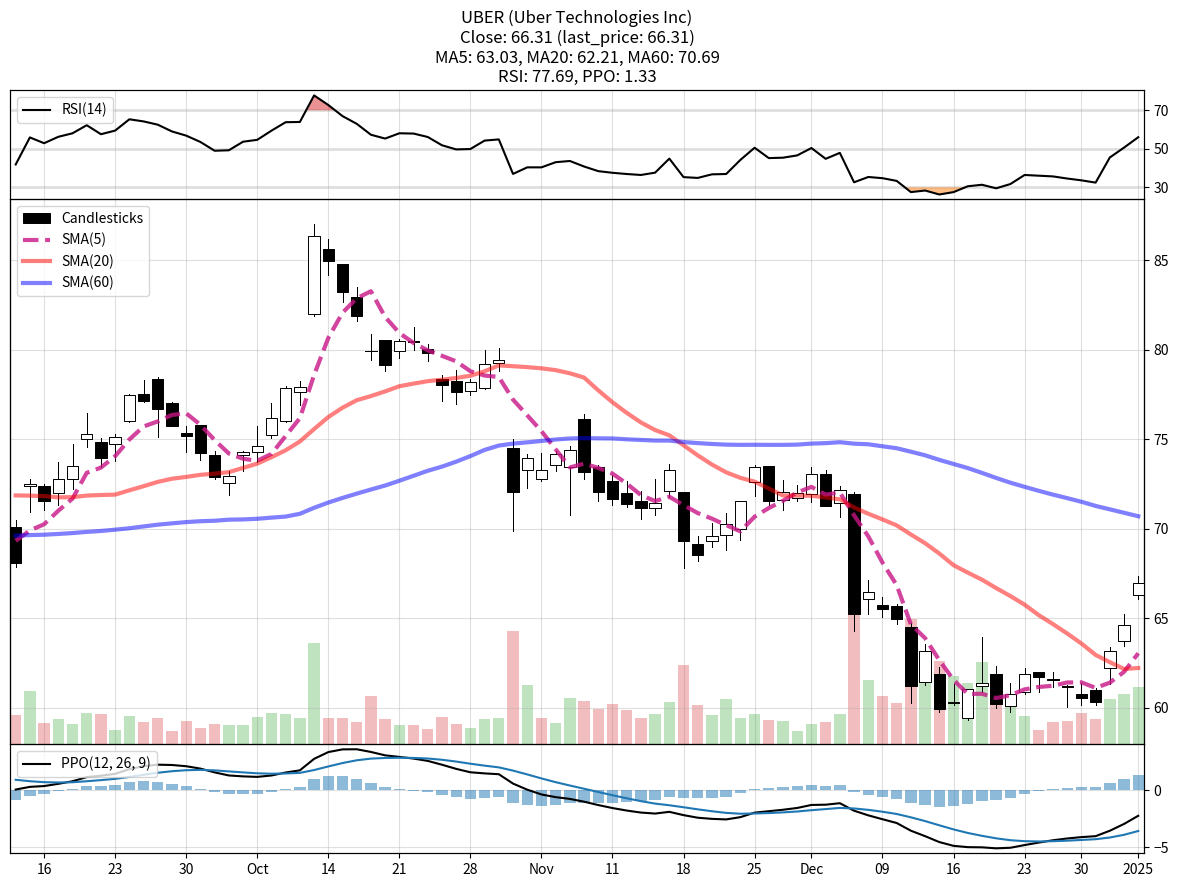 UBER (Uber Technologies Inc)
Close: 66.31 (last_price: 66.31)
MA5: 63.03, MA20: 62.21, MA60: 70.69
RSI: 77.69, PPO: 1.33
RSI(14)
70
50
30
Candlesticks
SMA(5)
SMA(20)
SMA(60)
85
80
75
70
65
60
PPO(12, 26, 9)
0
−5
16 23 30 Oct 14 21 28 Nov 11 18 25 Dec 09 16 23 30 2025